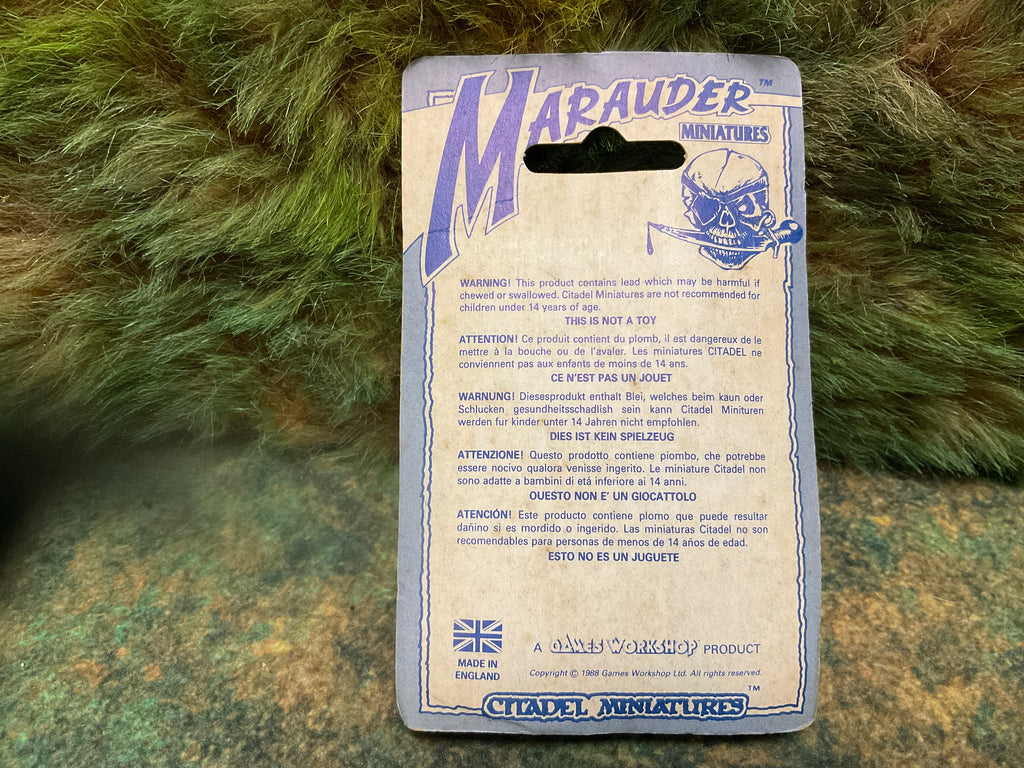 MARAUDER ™
MINIATURES
WARNING! This product contains lead which may be harmful if
chewed or swallowed. Citadel Miniatures are not recommended for
children under 14 years of age.
THIS IS NOT A TOY
ATTENTION! Ce produit contient du plomb, il est dangereux de le
mettre à la bouche ou de l'avaler. Les miniatures CITADEL ne
conviennent pas aux enfants de moins de 14 ans.
CE N'EST PAS UN JOUET
WARNUNG! Diesesprodukt enthalt Blei, welches beim kaun oder
Schlucken gesundheitsschadlish sein kann Citadel Minituren
werden fur kinder unter 14 Jahren nicht empfohlen.
DIES IST KEIN SPIELZEUG
ATTENZIONE! Questo prodotto contiene piombo, che potrebbe
essere nocivo qualora venisse ingerito. Le miniature Citadel non
sono adatte a bambini di etá inferiore ai 14 anni.
OUESTO NON E' UN GIOCATTOLO
ATENCIÓN! Este producto contiene plomo que puede resultar
dañino si es mordido o ingerido. Las miniaturas Citadel no son
recomendables para personas de menos de 14 años de edad.
ESTO NO ES UN JUGUETE
MADE IN
ENGLAND
A GAMES WORKSHOP PRODUCT
Copyright © 1988 Games Workshop Ltd. All rights reserved.
CITADEL MINIATURES ™